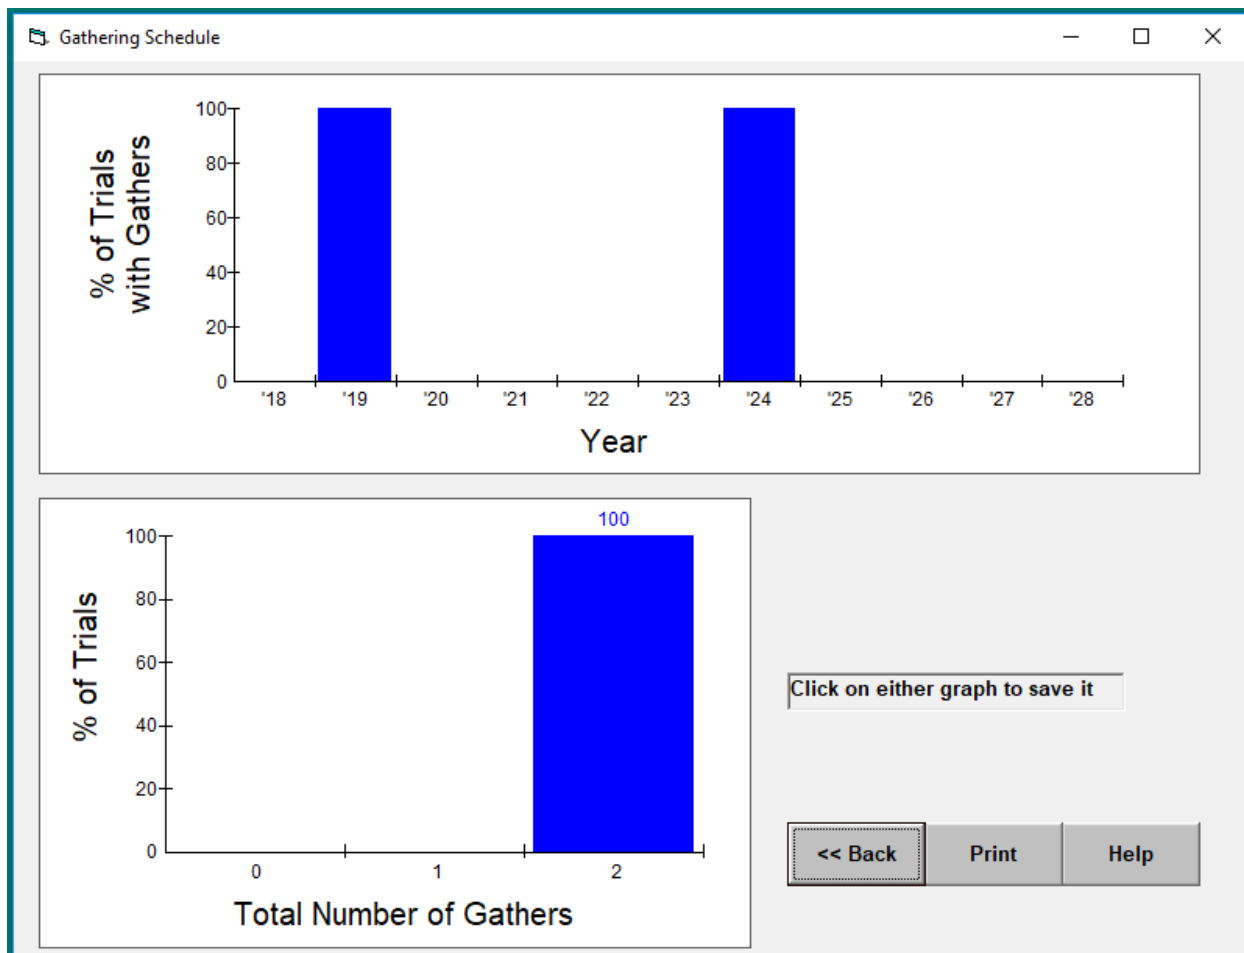 Gathering Schedule
% of Trials
with Gathers
100
80
60
40
20
0
'18 '19 '20 '21 '22 '23 '24 '25 '26 '27 '28
Year
% of Trials
100
100
80
60
40
20
0
0 1 2
Total Number of Gathers
Click on either graph to save it
<< Back Print Help